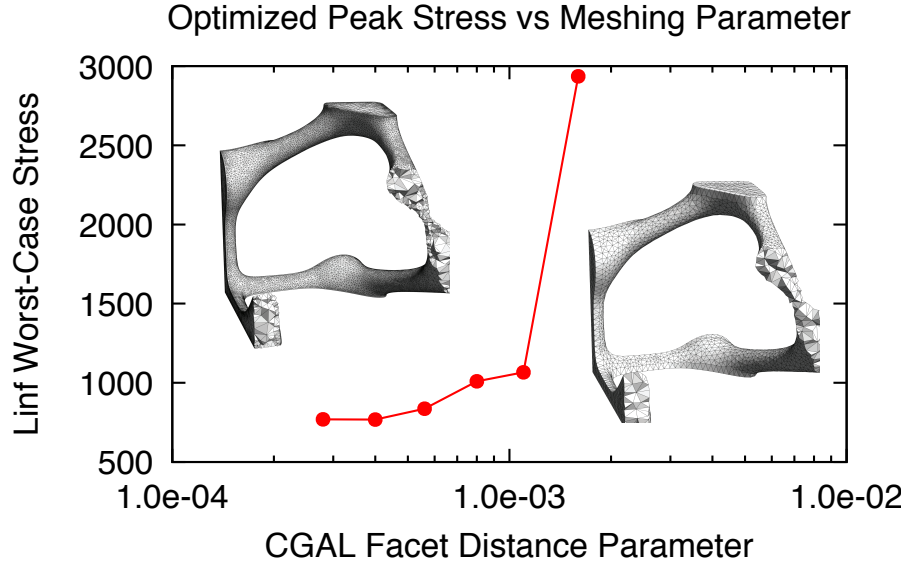 Optimized Peak Stress vs Meshing Parameter
Linf Worst-Case Stress
3000
2500
2000
1500
1000
500
1.0e-04 1.0e-03 1.0e-02
CGAL Facet Distance Parameter